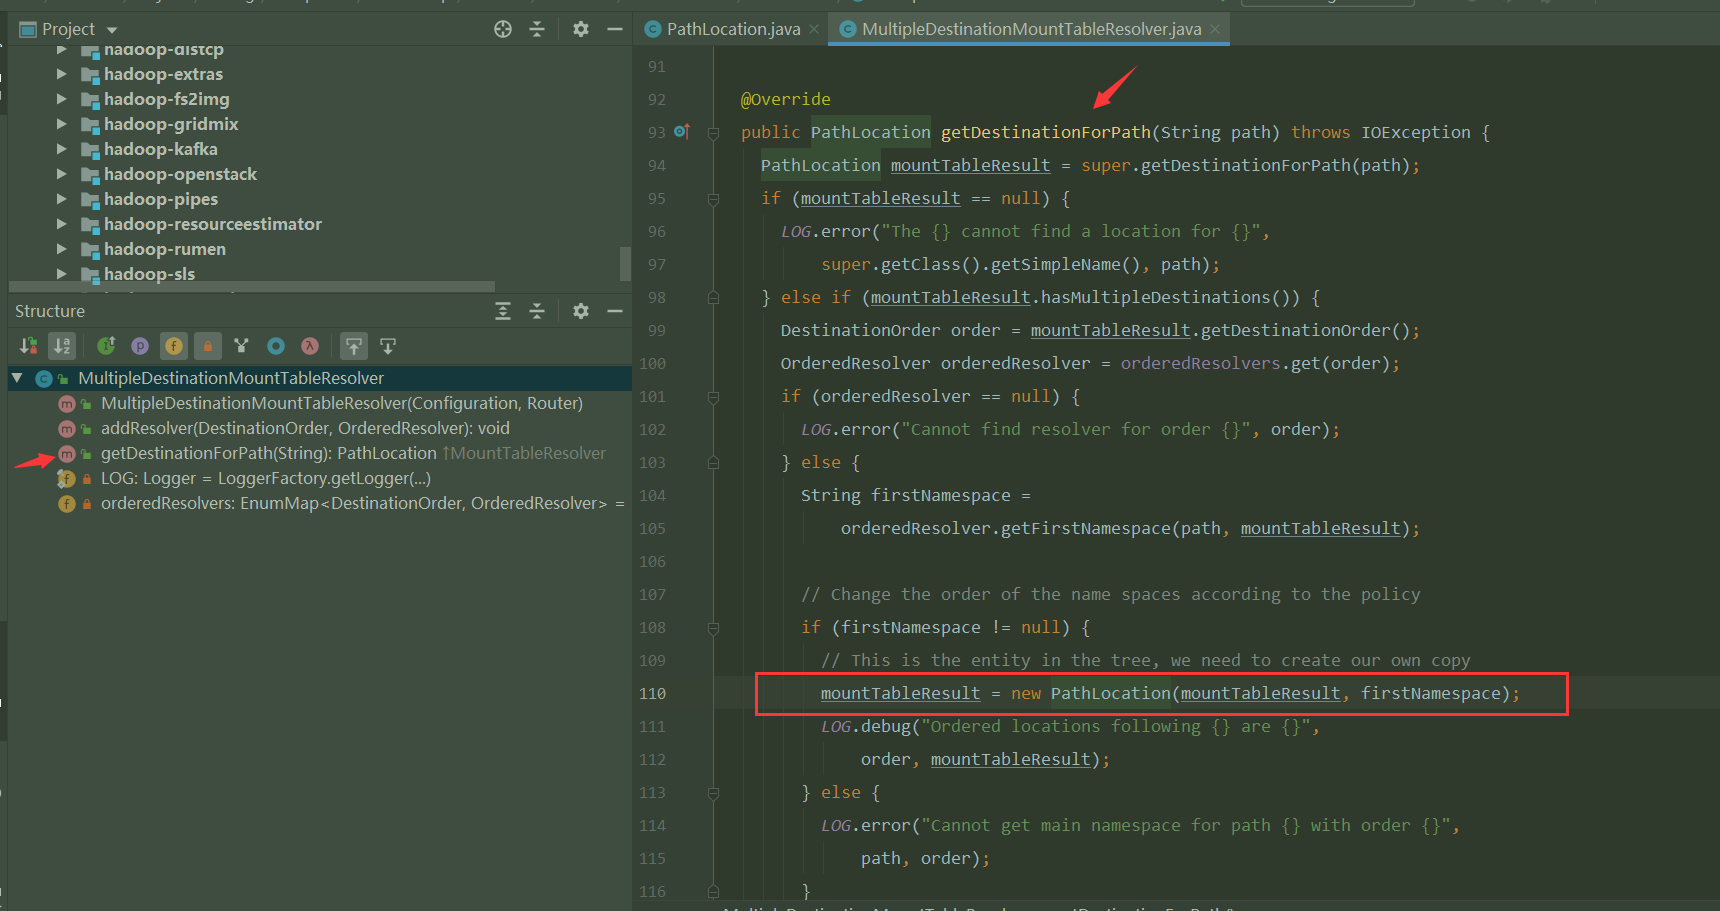 Project
hadoop-distcp
hadoop-extras
hadoop-fs2img
hadoop-gridmix
hadoop-kafka
hadoop-openstack
hadoop-pipes
hadoop-resourceestimator
hadoop-rumen
hadoop-sls
Structure
MultipleDestinationMountTableResolver
MultipleDestinationMountTableResolver(Configuration, Router)
addResolver(DestinationOrder, OrderedResolver): void
getDestinationForPath(String): PathLocation ↑MountTableResolver
LOG: Logger = LoggerFactory.getLogger(...)
orderedResolvers: EnumMap<DestinationOrder, OrderedResolver> =
PathLocation.java
MultipleDestinationMountTableResolver.java
91
92 @Override
93 public PathLocation getDestinationForPath(String path) throws IOException {
94 PathLocation mountTableResult = super.getDestinationForPath(path);
95 if (mountTableResult == null) {
96 LOG.error("The {} cannot find a location for {}",
97 super.getClass().getSimpleName(), path);
98 } else if (mountTableResult.hasMultipleDestinations()) {
99 DestinationOrder order = mountTableResult.getDestinationOrder();
100 OrderedResolver orderedResolver = orderedResolvers.get(order);
101 if (orderedResolver == null) {
102 LOG.error("Cannot find resolver for order {}", order);
103 } else {
104 String firstNamespace =
105 orderedResolver.getFirstNamespace(path, mountTableResult);
106
107 // Change the order of the name spaces according to the policy
108 if (firstNamespace != null) {
109 // This is the entity in the tree, we need to create our own copy
110 mountTableResult = new PathLocation(mountTableResult, firstNamespace);
111 LOG.debug("Ordered locations following {} are {}",
112 order, mountTableResult);
113 } else {
114 LOG.error("Cannot get main namespace for path {} with order {}",
115 path, order);
116 }